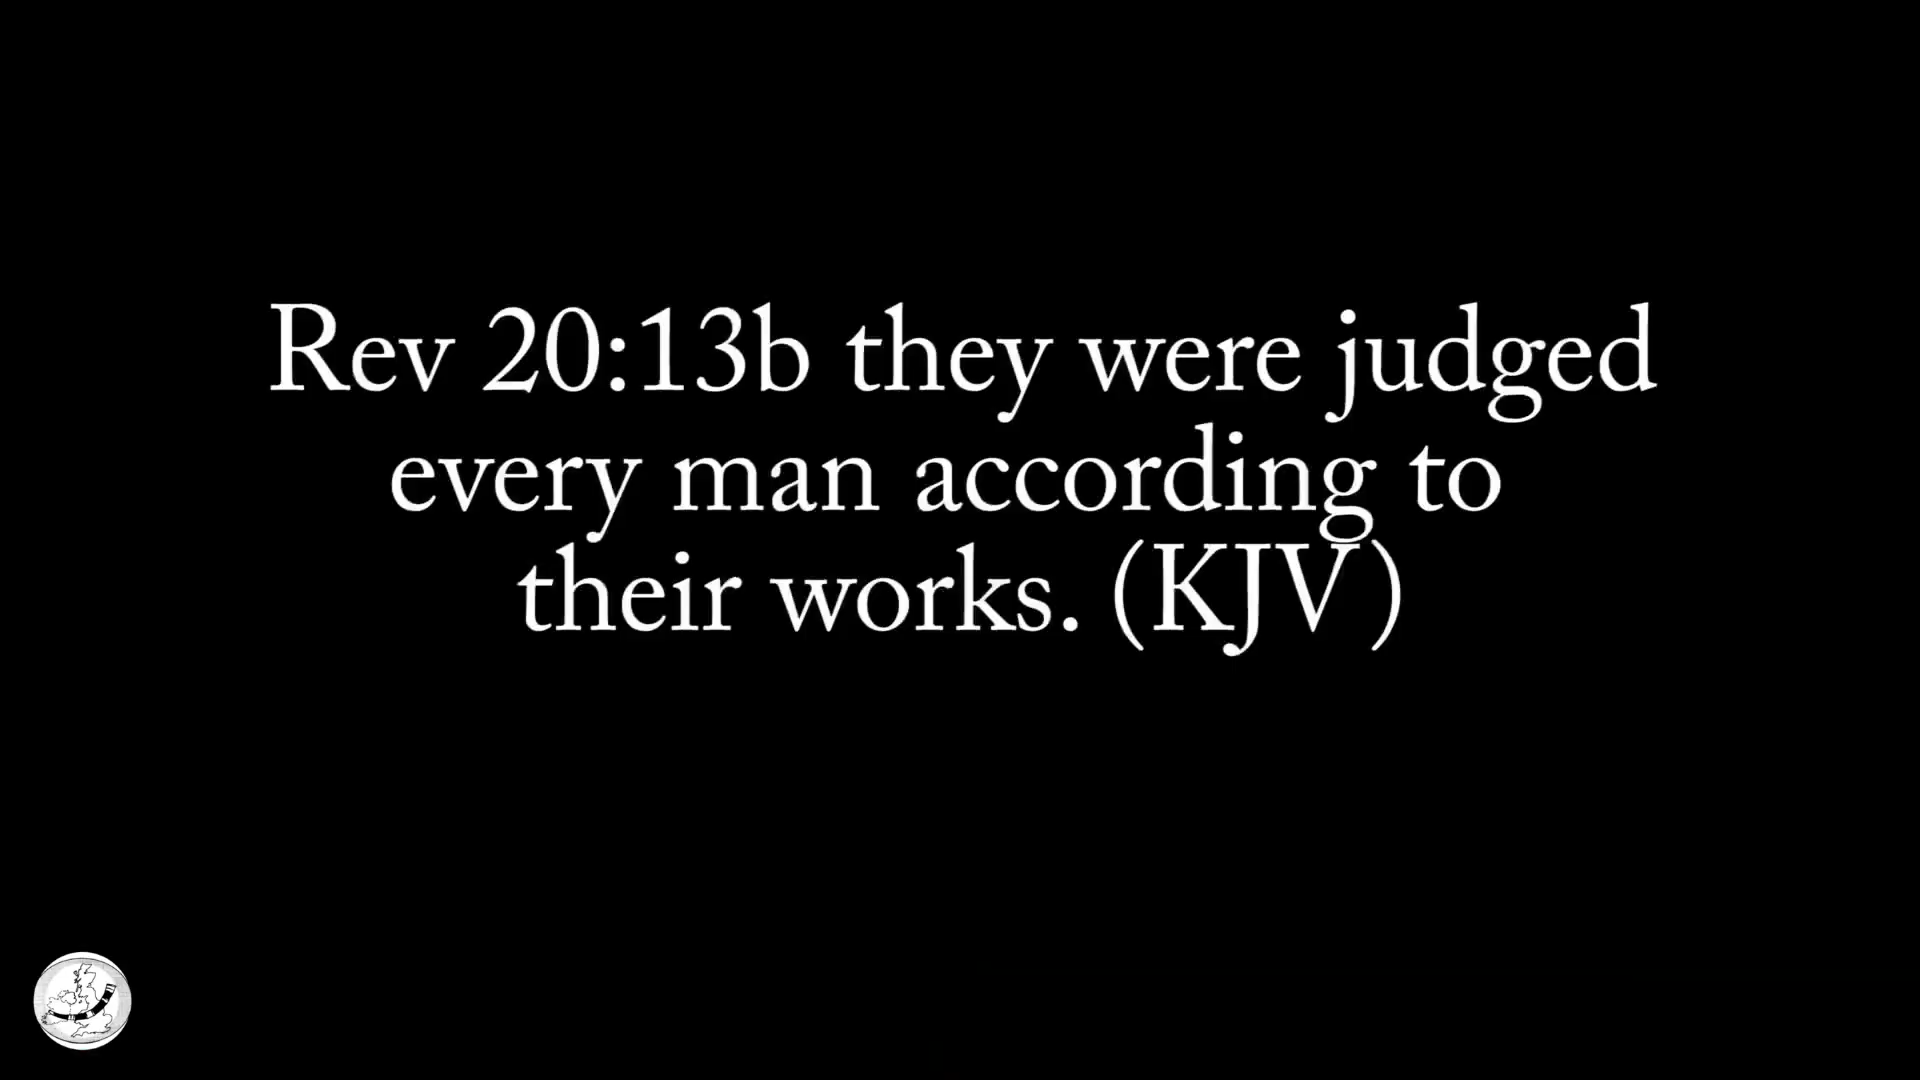 Rev 20:13b they were judged
every man according to
their works. (KJV)